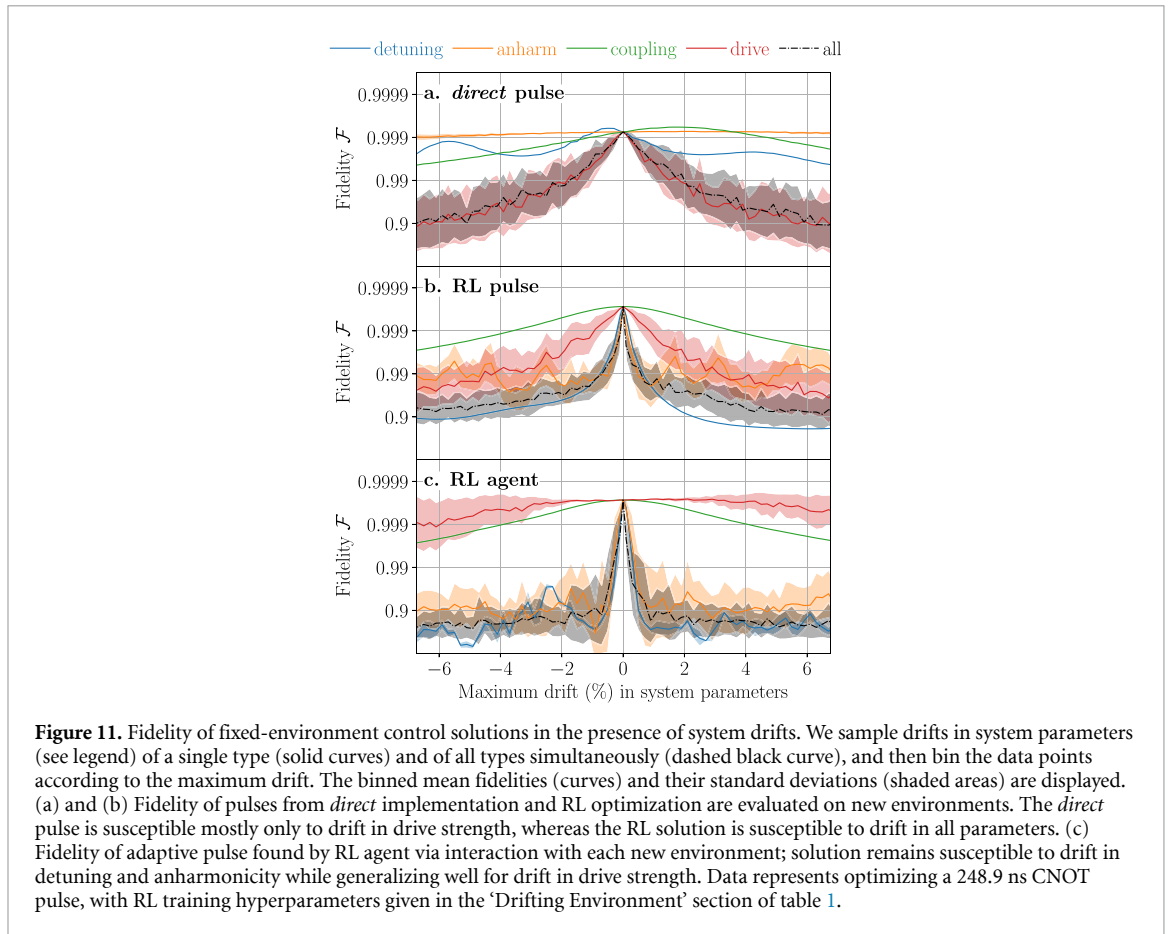 detuning anharm coupling drive all
a. direct pulse
0.9999
0.999
0.99
0.9
Fidelity F
b. RL pulse
0.9999
0.999
0.99
0.9
Fidelity F
c. RL agent
0.9999
0.999
0.99
0.9
Fidelity F
−6 −4 −2 0 2 4 6
Maximum drift (%) in system parameters
Figure 11. Fidelity of fixed-environment control solutions in the presence of system drifts. We sample drifts in system parameters
(see legend) of a single type (solid curves) and of all types simultaneously (dashed black curve), and then bin the data points
according to the maximum drift. The binned mean fidelities (curves) and their standard deviations (shaded areas) are displayed.
(a) and (b) Fidelity of pulses from direct implementation and RL optimization are evaluated on new environments. The direct
pulse is susceptible mostly only to drift in drive strength, whereas the RL solution is susceptible to drift in all parameters. (c)
Fidelity of adaptive pulse found by RL agent via interaction with each new environment; solution remains susceptible to drift in
detuning and anharmonicity while generalizing well for drift in drive strength. Data represents optimizing a 248.9 ns CNOT
pulse, with RL training hyperparameters given in the ‘Drifting Environment’ section of table 1.